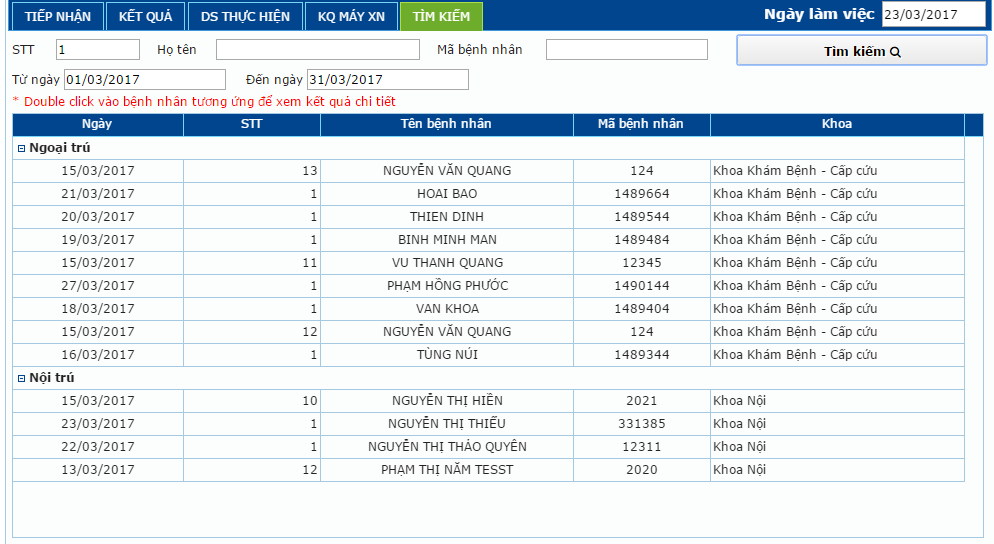 TIẾP NHẬN KẾT QUẢ DS THỰC HIỆN KQ MÁY XN TÌM KIẾM Ngày làm việc 23/03/2017
STT 1 Họ tên Mã bệnh nhân Tìm kiếm
Từ ngày 01/03/2017 Đến ngày 31/03/2017
* Double click vào bệnh nhân tương ứng để xem kết quả chi tiết
Ngày STT Tên bệnh nhân Mã bệnh nhân Khoa
Ngoại trú
15/03/2017 13 NGUYỄN VĂN QUANG 124 Khoa Khám Bệnh - Cấp cứu
21/03/2017 1 HOAI BAO 1489664 Khoa Khám Bệnh - Cấp cứu
20/03/2017 1 THIEN DINH 1489544 Khoa Khám Bệnh - Cấp cứu
19/03/2017 1 BINH MINH MAN 1489484 Khoa Khám Bệnh - Cấp cứu
15/03/2017 11 VU THANH QUANG 12345 Khoa Khám Bệnh - Cấp cứu
27/03/2017 1 PHẠM HỒNG PHƯỚC 1490144 Khoa Khám Bệnh - Cấp cứu
18/03/2017 1 VAN KHOA 1489404 Khoa Khám Bệnh - Cấp cứu
15/03/2017 12 NGUYỄN VĂN QUANG 124 Khoa Khám Bệnh - Cấp cứu
16/03/2017 1 TÙNG NÚI 1489344 Khoa Khám Bệnh - Cấp cứu
Nội trú
15/03/2017 10 NGUYỄN THỊ HIỀN 2021 Khoa Nội
23/03/2017 1 NGUYỄN THỊ THIẾU 331385 Khoa Nội
22/03/2017 1 NGUYỄN THỊ THẢO QUYÊN 12311 Khoa Nội
13/03/2017 12 PHẠM THỊ NĂM TESST 2020 Khoa Nội